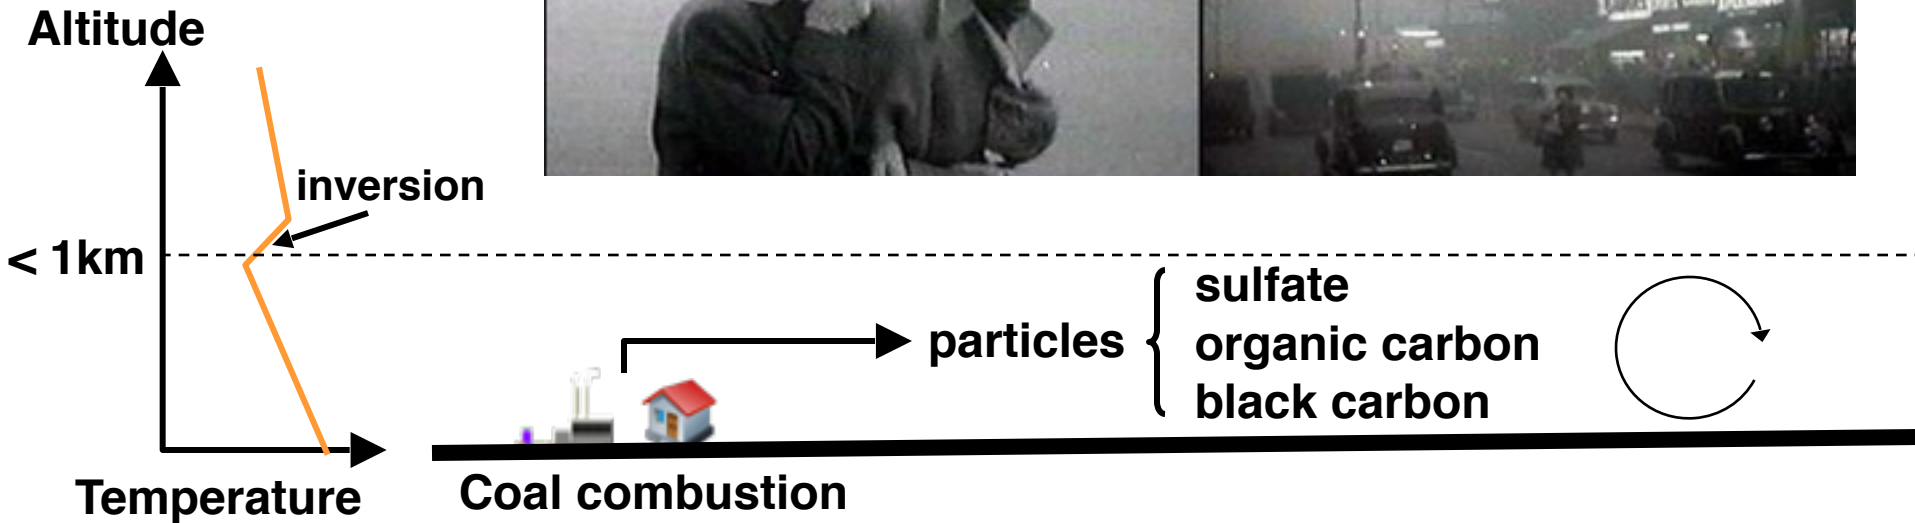 Altitude
inversion
< 1km
sulfate
particles
organic carbon
black carbon
Temperature
Coal combustion